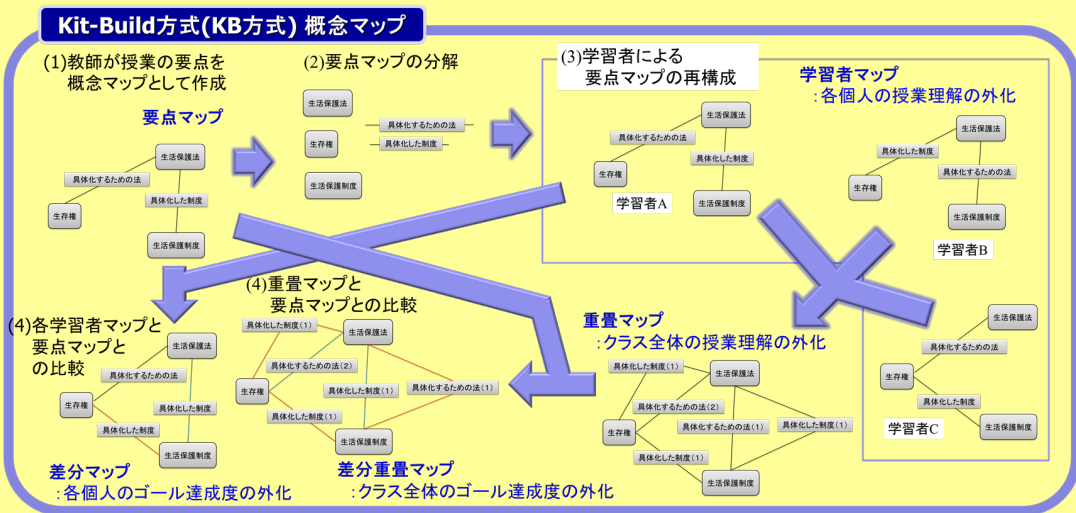 Kit-Build方式(KB方式) 概念マップ
(1)教師が授業の要点を
概念マップとして作成
要点マップ
生活保護法
具体化するための法
生存権
具体化した制度
生活保護制度
(2)要点マップの分解
生活保護法
具体化するための法
生存権
具体化した制度
生活保護制度
(3)学習者による
要点マップの再構成
生活保護法
具体化するための法
具体化した制度
生存権
生活保護制度
学習者A
学習者マップ
:各個人の授業理解の外化
生活保護法
具体化した制度
具体化するための法
生存権
生活保護制度
学習者B
生活保護法
具体化するための法
生存権
具体化した制度
生活保護制度
学習者C
(4)各学習者マップと
要点マップと
の比較
生活保護法
具体化するための法
生存権
具体化した制度
具体化した制度
生活保護制度
差分マップ
:各個人のゴール達成度の外化
(4)重畳マップと
要点マップとの比較
具体化した制度(1)
生活保護法
具体化するための法(2)
生存権
具体化した制度(1)
具体化するための法(1)
具体化した制度(1)
生活保護制度
差分重畳マップ
:クラス全体のゴール達成度の外化
重畳マップ
:クラス全体の授業理解の外化
具体化した制度(1)
生活保護法
具体化するための法(2)
生存権
具体化するための法(1)
具体化した制度(1)
具体化した制度(1)
生活保護制度